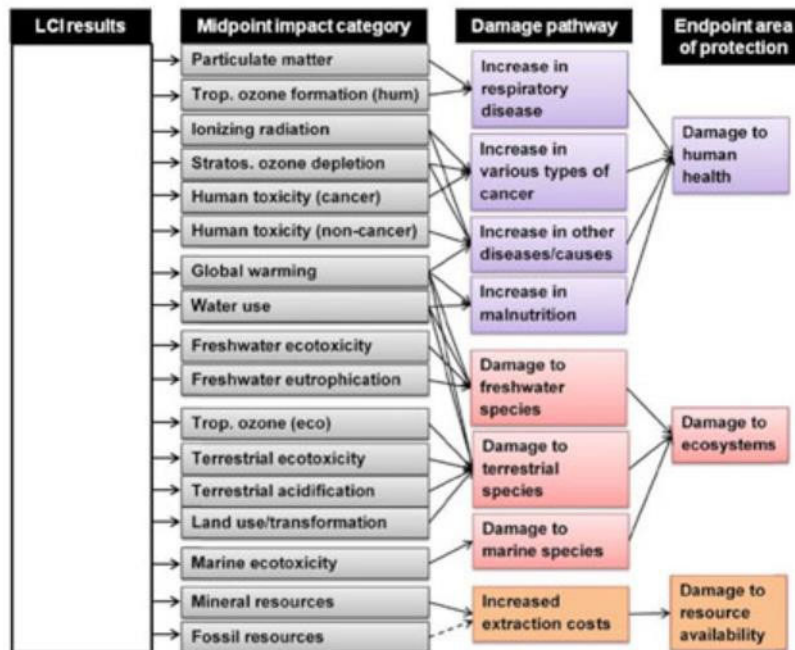 LCI results
Midpoint impact category
Damage pathway
Endpoint area
of protection
Particulate matter
Trop. ozone formation (hum)
Ionizing radiation
Stratos. ozone depletion
Human toxicity (cancer)
Human toxicity (non-cancer)
Global warming
Water use
Freshwater ecotoxicity
Freshwater eutrophication
Trop. ozone (eco)
Terrestrial ecotoxicity
Terrestrial acidification
Land use/transformation
Marine ecotoxicity
Mineral resources
Fossil resources
Increase in
respiratory
disease
Increase in
various types of
cancer
Increase in other
diseases/causes
Increase in
malnutrition
Damage to
freshwater
species
Damage to
terrestrial
species
Damage to
marine species
Increased
extraction costs
Damage to
human
health
Damage to
ecosystems
Damage to
resource
availability